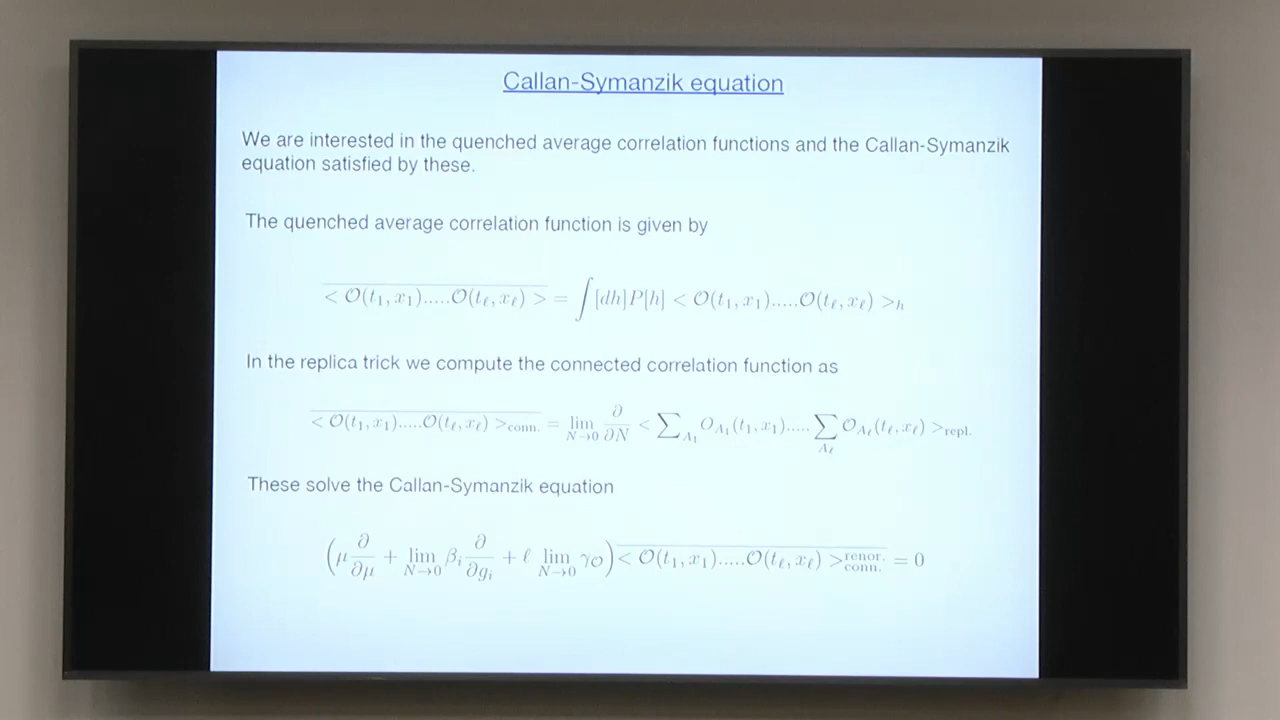 Callan-Symanzik equation
We are interested in the quenched average correlation functions and the Callan-Symanzik
equation satisfied by these.
The quenched average correlation function is given by
$\overline{< \mathcal{O}(t_1, x_1).....\mathcal{O}(t_\ell, x_\ell) >} = \int [dh] P[h] < \mathcal{O}(t_1, x_1).....\mathcal{O}(t_\ell, x_\ell) >_h$
In the replica trick we compute the connected correlation function as
$\overline{< \mathcal{O}(t_1, x_1).....\mathcal{O}(t_\ell, x_\ell) >}_{\text{conn.}} = \lim_{N \to 0} \frac{\partial}{\partial N} < \sum_{A_1} O_{A_1}(t_1, x_1)..... \sum_{A_\ell} \mathcal{O}_{A_\ell}(t_\ell, x_\ell) >_{\text{repl.}}$
These solve the Callan-Symanzik equation
$\left( \mu \frac{\partial}{\partial \mu} + \lim_{N \to 0} \beta_i \frac{\partial}{\partial g_i} + \ell \lim_{N \to 0} \gamma_{\mathcal{O}} \right) \overline{< \mathcal{O}(t_1, x_1).....\mathcal{O}(t_\ell, x_\ell) >}^{\text{renor.}}_{\text{conn.}} = 0$